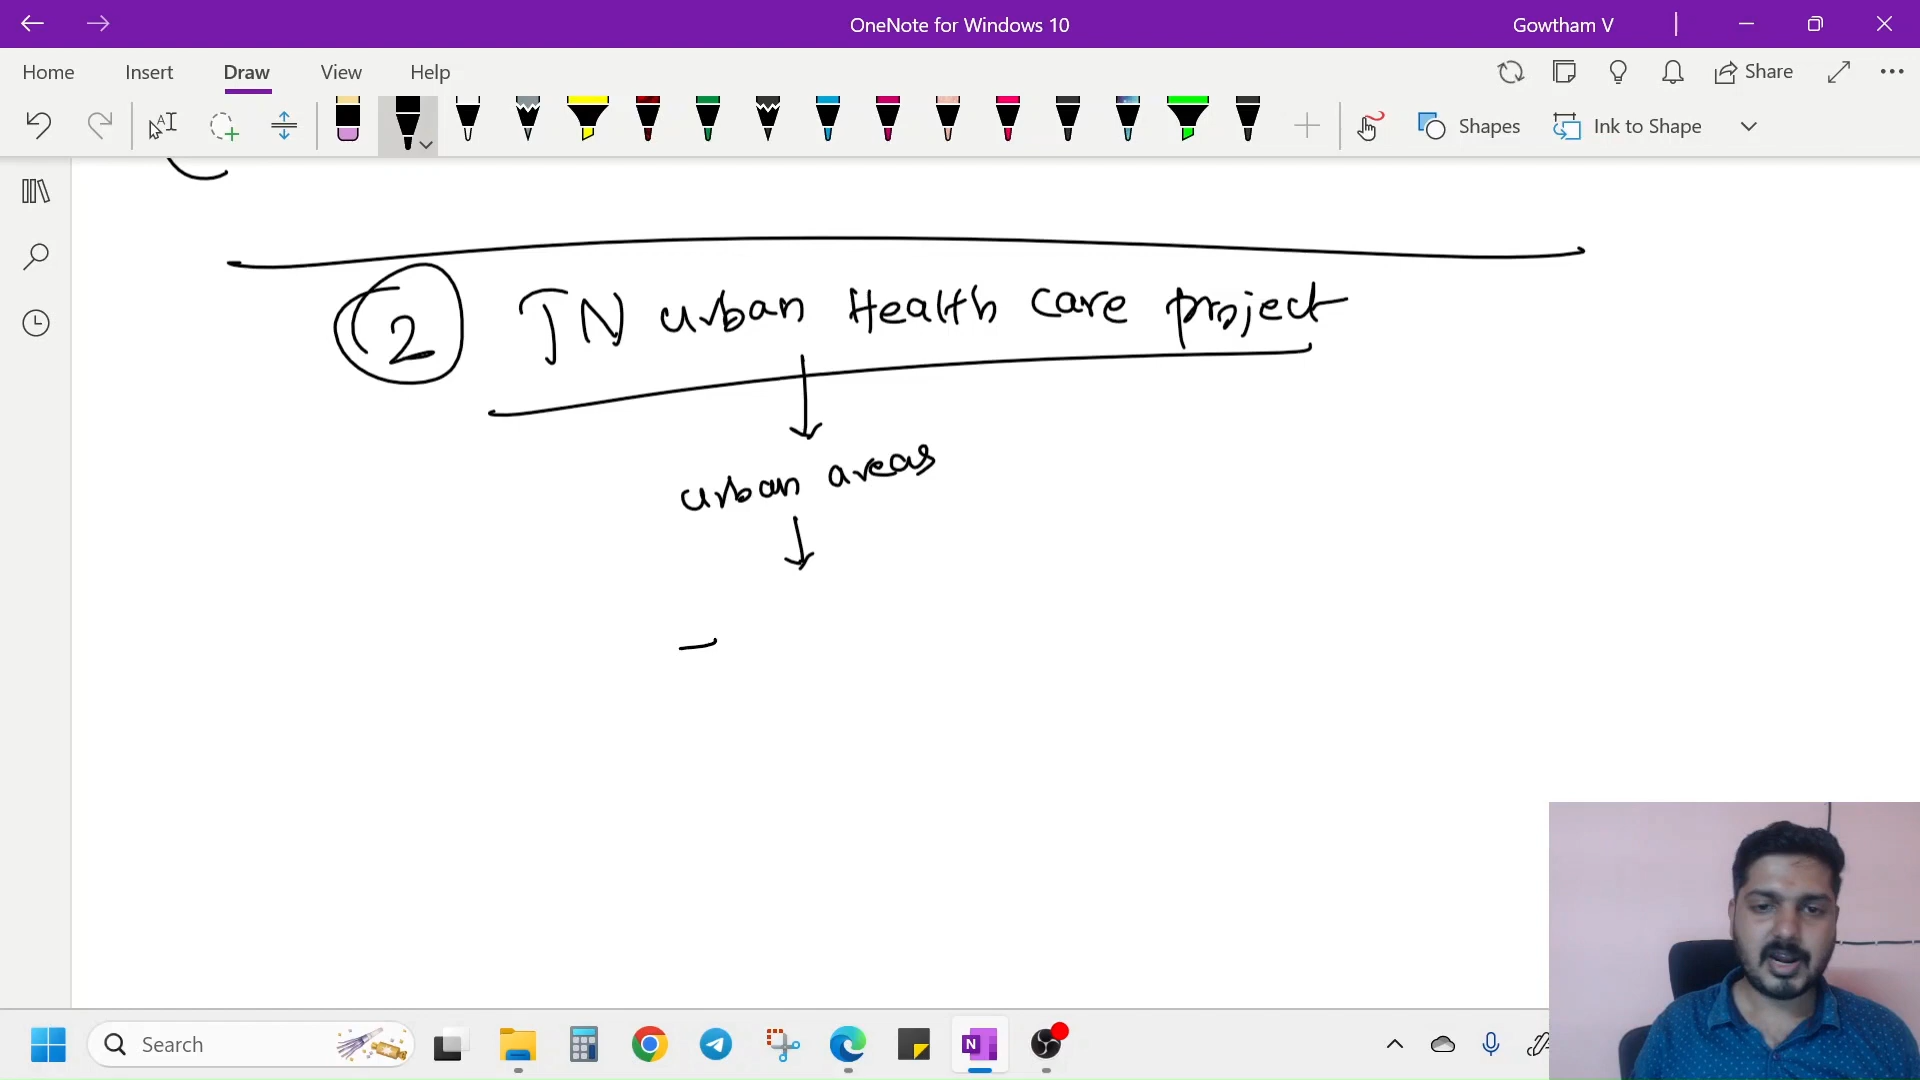 OneNote for Windows 10
Gowtham V
Home Insert Draw View Help
Share
Shapes
Ink to Shape
2 TN urban Health care project
urban areas
Search